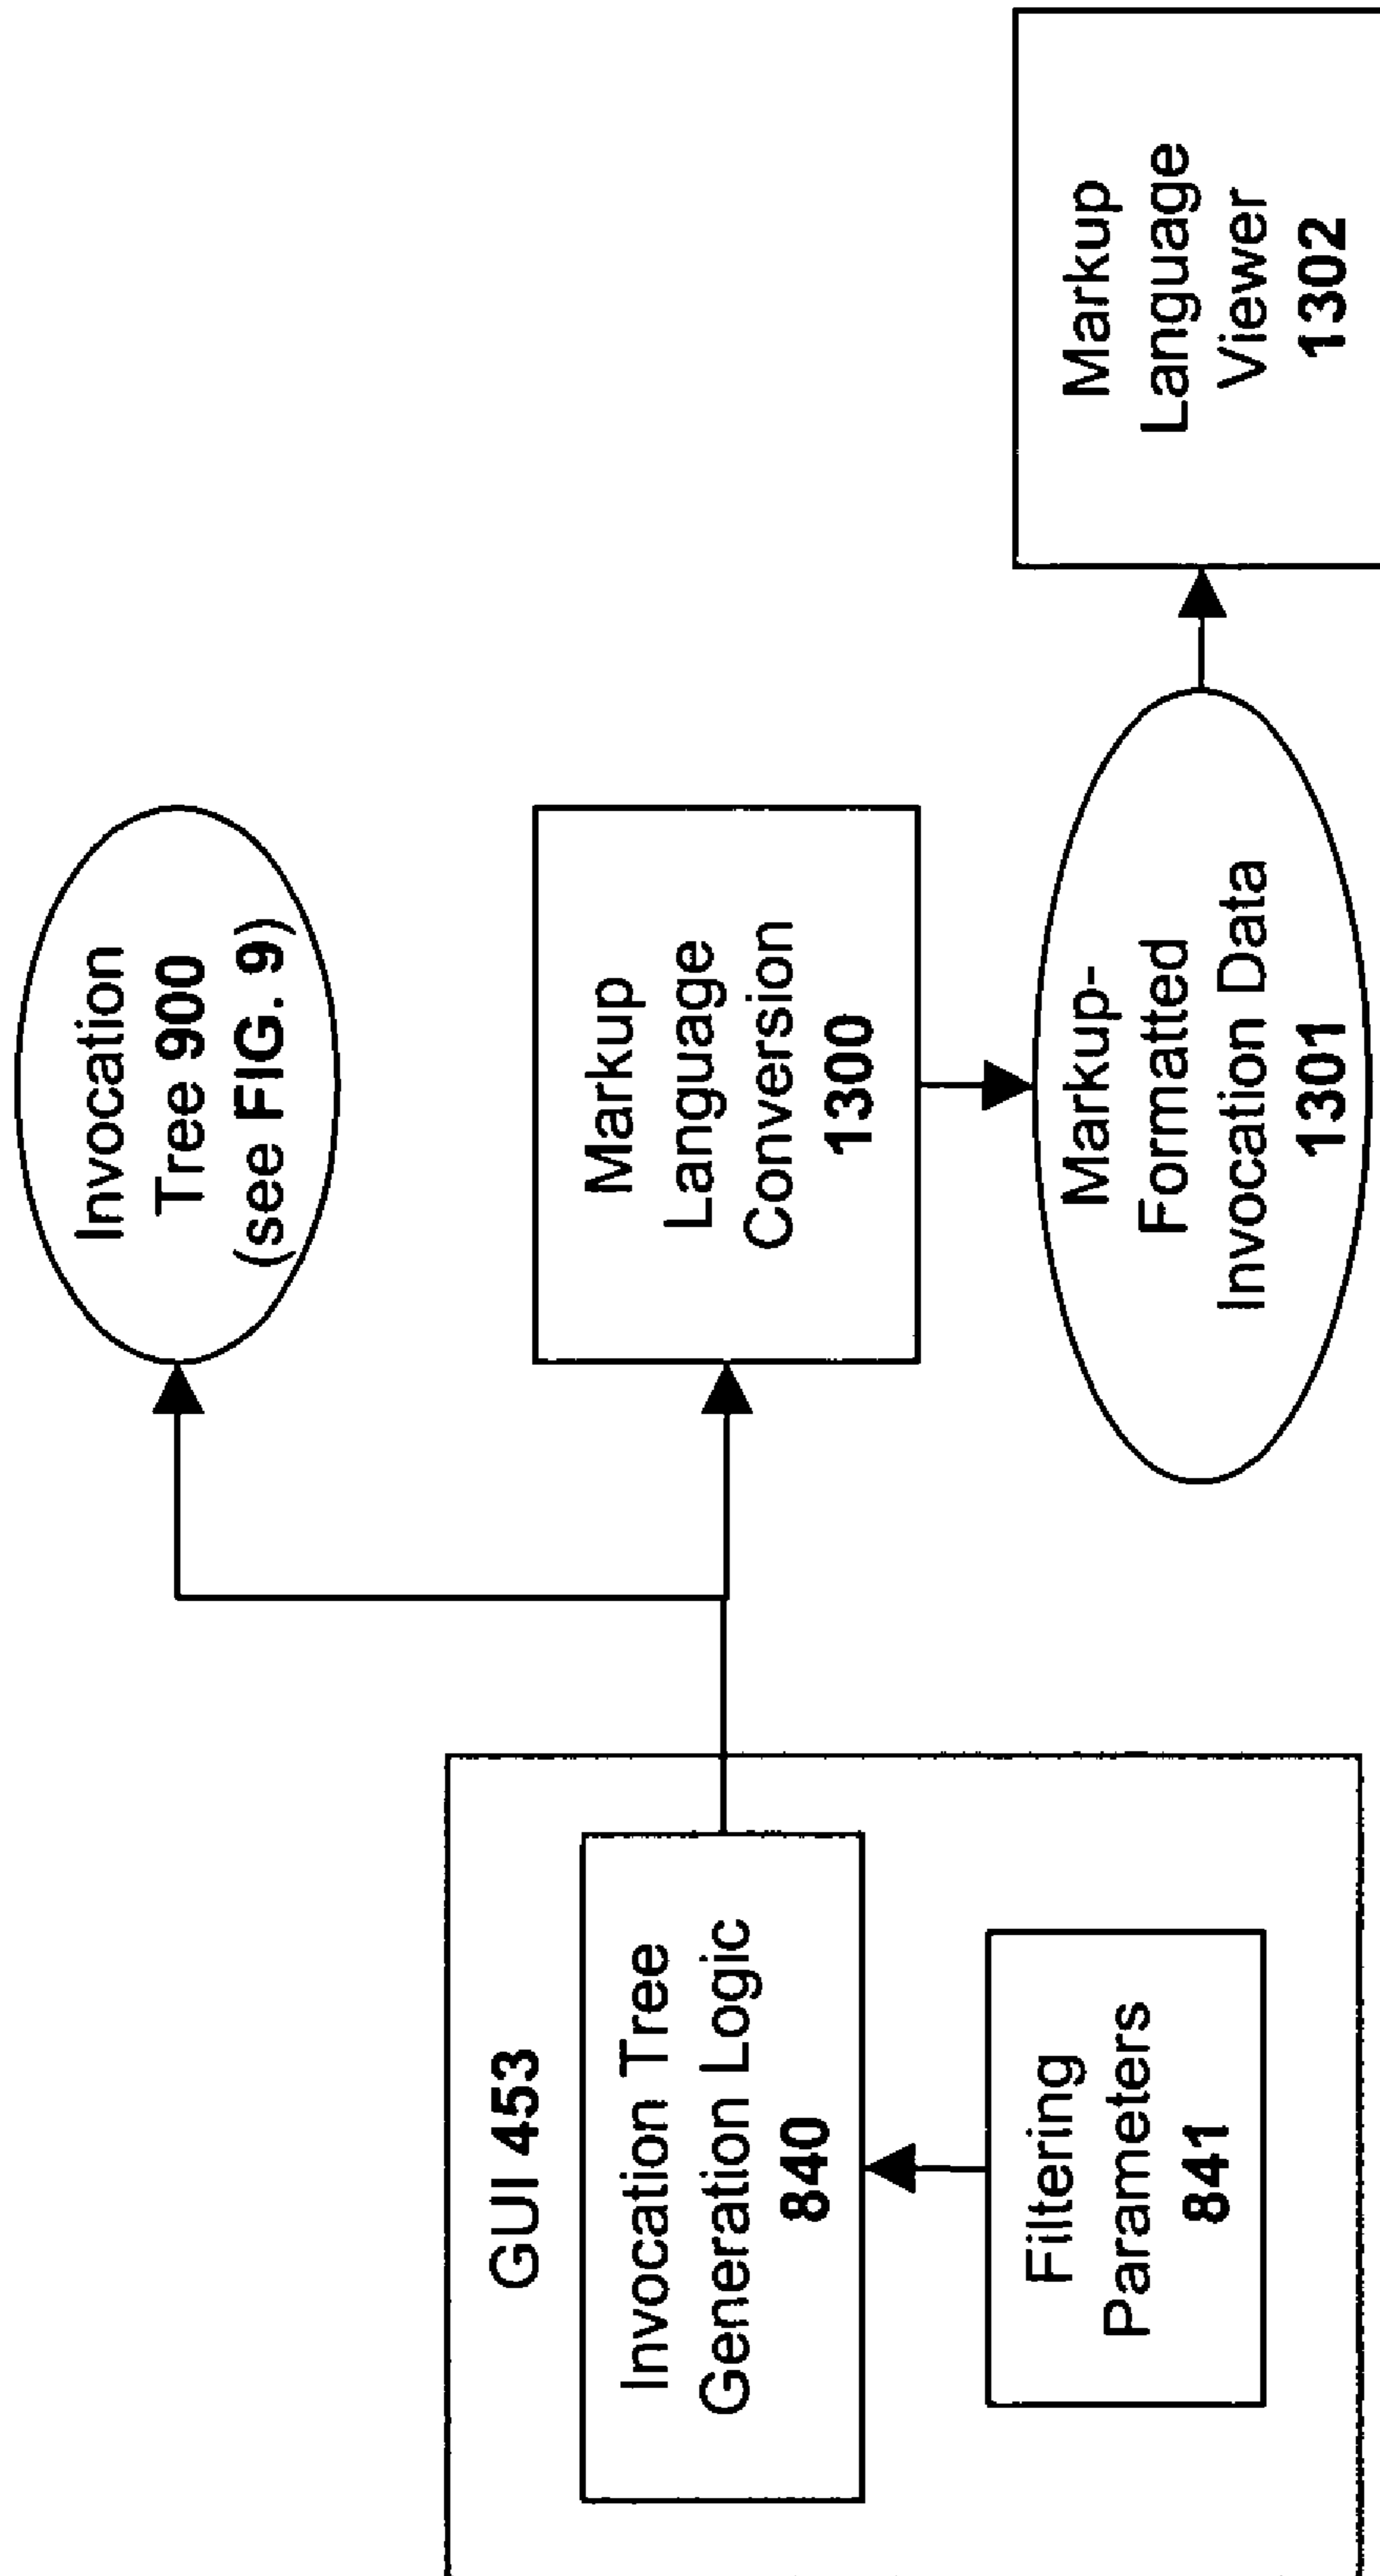 GUI 453
Invocation Tree
Generation Logic
840
Filtering
Parameters
841
Invocation
Tree 900
(see FIG. 9)
Markup
Language
Conversion
1300
Markup-
Formatted
Invocation Data
1301
Markup
Language
Viewer
1302